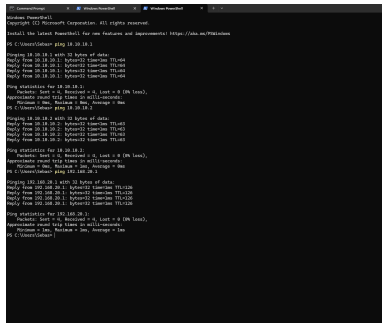 Command Prompt
Windows PowerShell
Windows PowerShell
Windows PowerShell
Copyright (C) Microsoft Corporation. All rights reserved.
Install the latest PowerShell for new features and improvements! https://aka.ms/PSWindows
PS C:\Users\Sebas> ping 10.10.10.1
Pinging 10.10.10.1 with 32 bytes of data:
Reply from 10.10.10.1: bytes=32 time<1ms TTL=64
Reply from 10.10.10.1: bytes=32 time<1ms TTL=64
Reply from 10.10.10.1: bytes=32 time<1ms TTL=64
Reply from 10.10.10.1: bytes=32 time<1ms TTL=64
Ping statistics for 10.10.10.1:
Packets: Sent = 4, Received = 4, Lost = 0 (0% loss),
Approximate round trip times in milli-seconds:
Minimum = 0ms, Maximum = 0ms, Average = 0ms
PS C:\Users\Sebas> ping
Pinging 10.10.10.2 with 32 bytes of data:
Reply from 10.10.10.2: bytes=32 TTL=63
Reply from 10.10.10.2: bytes=32 TTL=63
Reply from 10.10.10.2: bytes=32 TTL=63
Reply from 10.10.10.2: bytes=32 TTL=63
Ping statistics for 10.10.10.2:
Packets: Sent = 4, Received = 4, Lost = 0 (0% loss),
Approximate round trip times in milli-seconds:
Minimum = 0ms, Maximum = 1ms, Average = 0ms
PS C:\Users\Sebas> ping 192.168.20.1
Pinging 192.168.20.1 with 32 bytes of data:
Reply from 192.168.20.1: bytes=32 time=1ms TTL=126
Reply from 192.168.20.1: bytes=32 time=1ms TTL=126
Reply from 192.168.20.1: bytes=32 time=1ms TTL=126
Reply from 192.168.20.1: bytes=32 time=1ms TTL=126
Ping statistics for 192.168.20.1:
Packets: Sent = 4, Received = 4, Lost = 0 (0% loss),
Approximate round trip times in milli-seconds:
Minimum = 1ms, Maximum = 1ms, Average = 1ms
PS C:\Users\Sebas>